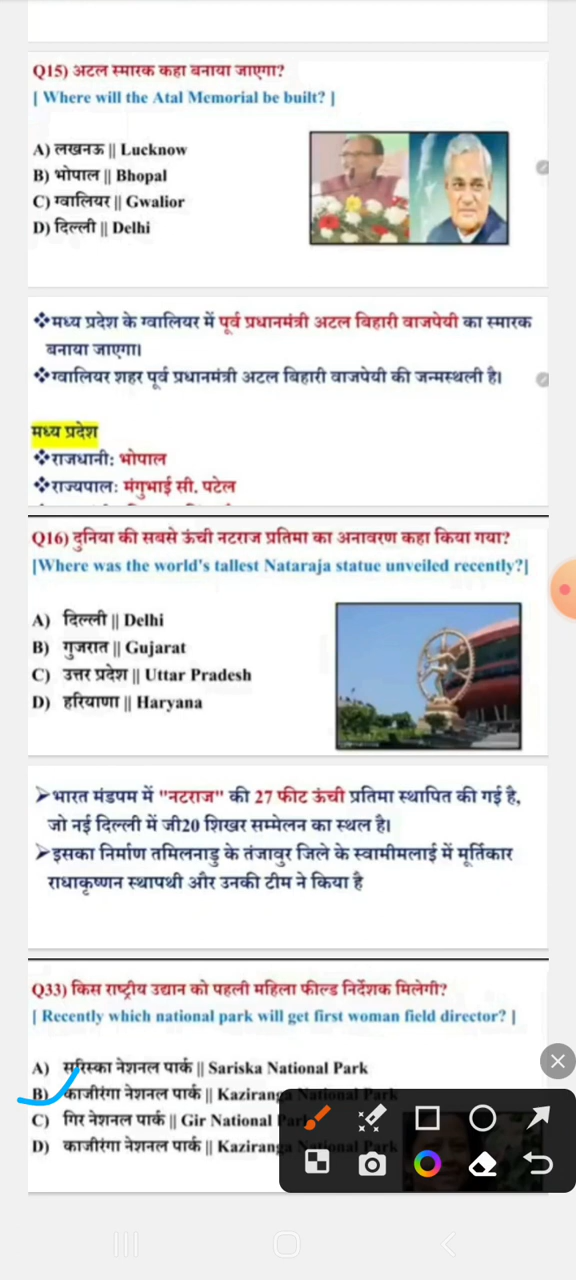 Q15) अटल स्मारक कहा बनाया जाएगा?
[ Where will the Atal Memorial be built? ]
A) लखनऊ || Lucknow
B) भोपाल || Bhopal
C) ग्वालियर || Gwalior
D) दिल्ली || Delhi
❖मध्य प्रदेश के ग्वालियर में पूर्व प्रधानमंत्री अटल बिहारी वाजपेयी का स्मारक
बनाया जाएगा।
❖ग्वालियर शहर पूर्व प्रधानमंत्री अटल बिहारी वाजपेयी की जन्मस्थली है।
मध्य प्रदेश
❖राजधानी: भोपाल
❖राज्यपाल: मंगुभाई सी. पटेल
Q16) दुनिया की सबसे ऊंची नटराज प्रतिमा का अनावरण कहा किया गया?
[Where was the world's tallest Nataraja statue unveiled recently?]
A) दिल्ली || Delhi
B) गुजरात || Gujarat
C) उत्तर प्रदेश || Uttar Pradesh
D) हरियाणा || Haryana
➢भारत मंडपम में "नटराज" की 27 फीट ऊंची प्रतिमा स्थापित की गई है,
जो नई दिल्ली में जी20 शिखर सम्मेलन का स्थल है।
➢इसका निर्माण तमिलनाडु के तंजावुर जिले के स्वामीमलाई में मूर्तिकार
राधाकृष्णन स्थापथी और उनकी टीम ने किया है
Q33) किस राष्ट्रीय उद्यान को पहली महिला फील्ड निर्देशक मिलेगी?
[ Recently which national park will get first woman field director? ]
A) सरिस्का नेशनल पार्क || Sariska National Park
B) काजीरंगा नेशनल पार्क || Kaziranga National Park
C) गिर नेशनल पार्क || Gir National Park
D) काजीरंगा नेशनल पार्क || Kaziranga National Park